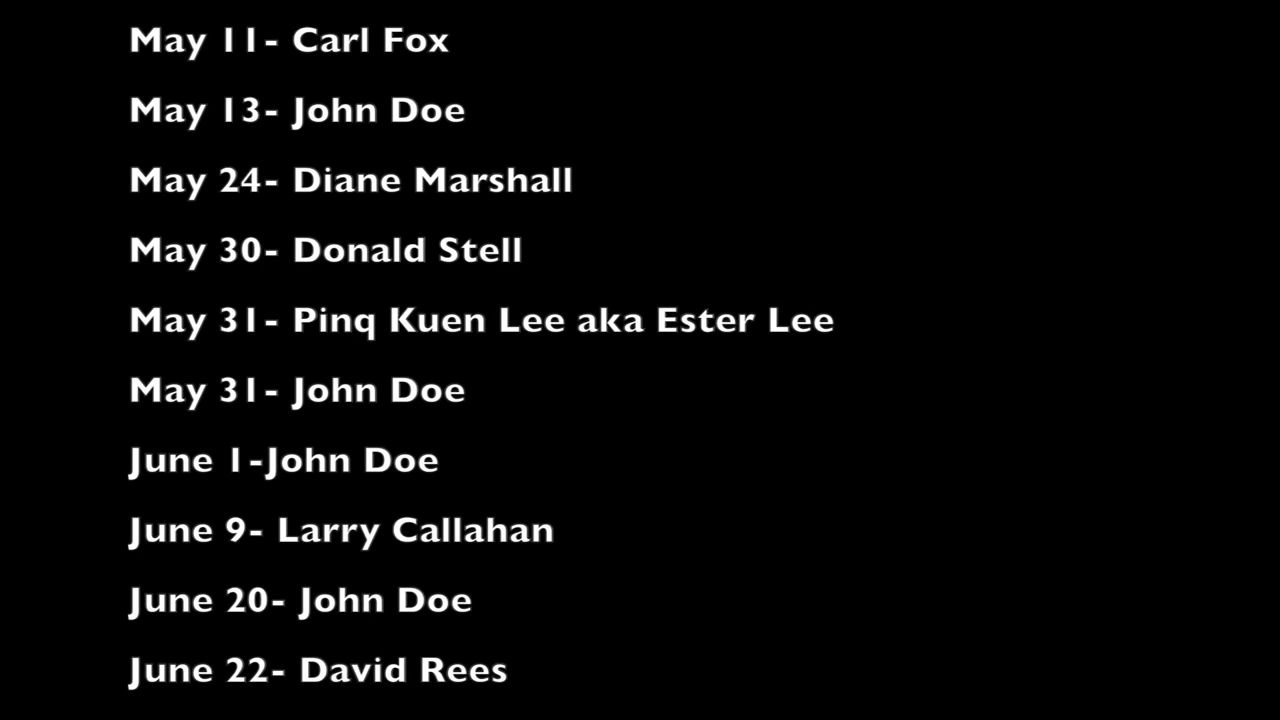 May 11- Carl Fox
May 13- John Doe
May 24- Diane Marshall
May 30- Donald Stell
May 31- Pinq Kuen Lee aka Ester Lee
May 31- John Doe
June 1-John Doe
June 9- Larry Callahan
June 20- John Doe
June 22- David Rees